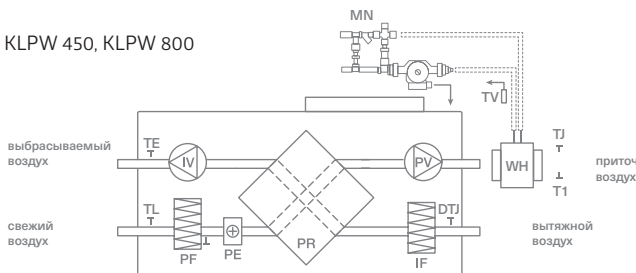 MN
KLPW 450, KLPW 800
TV
выбрасываемый
воздух
TE
IV
PV
WH
TJ
T1
приточ
воздух
свежий
воздух
TL
PF
PE
PR
IF
DTJ
вытяжной
воздух